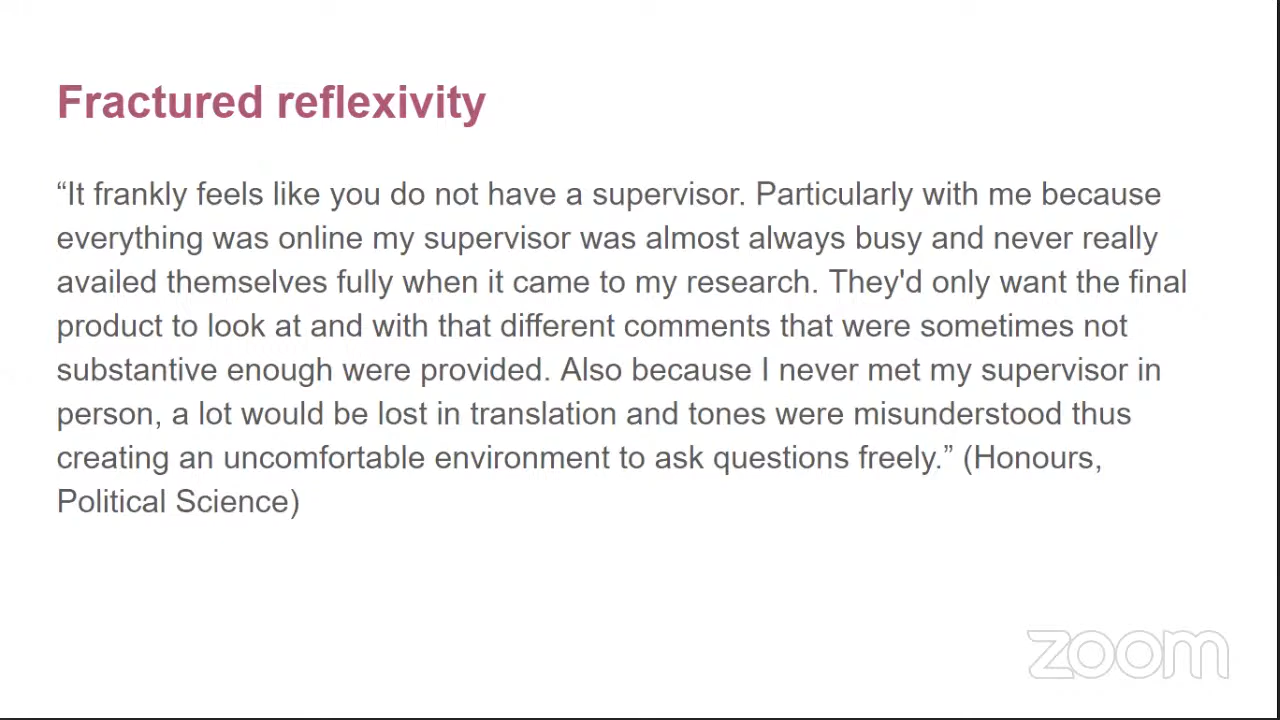 Fractured reflexivity
“It frankly feels like you do not have a supervisor. Particularly with me because
everything was online my supervisor was almost always busy and never really
availed themselves fully when it came to my research. They'd only want the final
product to look at and with that different comments that were sometimes not
substantive enough were provided. Also because I never met my supervisor in
person, a lot would be lost in translation and tones were misunderstood thus
creating an uncomfortable environment to ask questions freely.” (Honours,
Political Science)
zoom